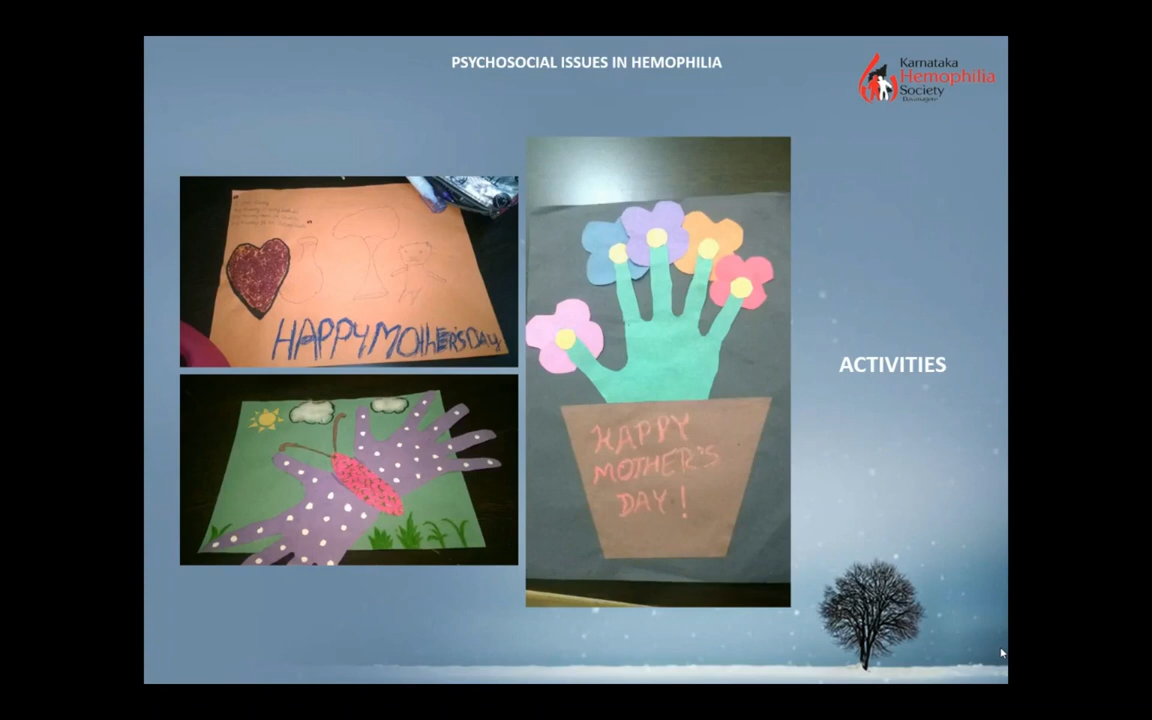 PSYCHOSOCIAL ISSUES IN HEMOPHILIA
Karnataka
Hemophilia
Society
HAPPY MOTHER'S DAY
HAPPY
MOTHER'S
DAY!
ACTIVITIES